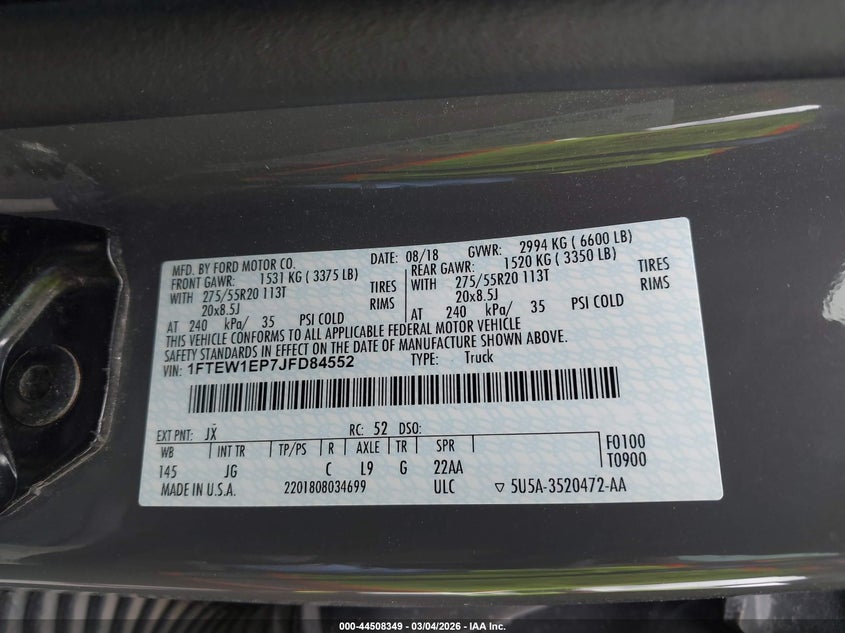 MFD. BY FORD MOTOR CO. DATE: 08/18 GVWR: 2994 KG ( 6600 LB)
FRONT GAWR: 1531 KG ( 3375 LB) REAR GAWR: 1520 KG ( 3350 LB)
WITH 275/55R20 113T TIRES WITH 275/55R20 113T TIRES
20x8.5J RIMS 20x8.5J RIMS
AT 240 kPa/ 35 PSI COLD AT 240 kPa/ 35 PSI COLD
THIS VEHICLE CONFORMS TO ALL APPLICABLE FEDERAL MOTOR VEHICLE
SAFETY STANDARDS IN EFFECT ON THE DATE OF MANUFACTURE SHOWN ABOVE.
VIN: 1FTEW1EP7JFD84552 TYPE: Truck
EXT PNT: JX RC: 52 DSO:
WB INT TR TP/PS R AXLE TR SPR F0100
145 JG C L9 G 22AA T0900
MADE IN U.S.A. 2201808034699 ULC ▽ 5U5A-3520472-AA
000-44508349 - 03/04/2026 - IAA Inc.